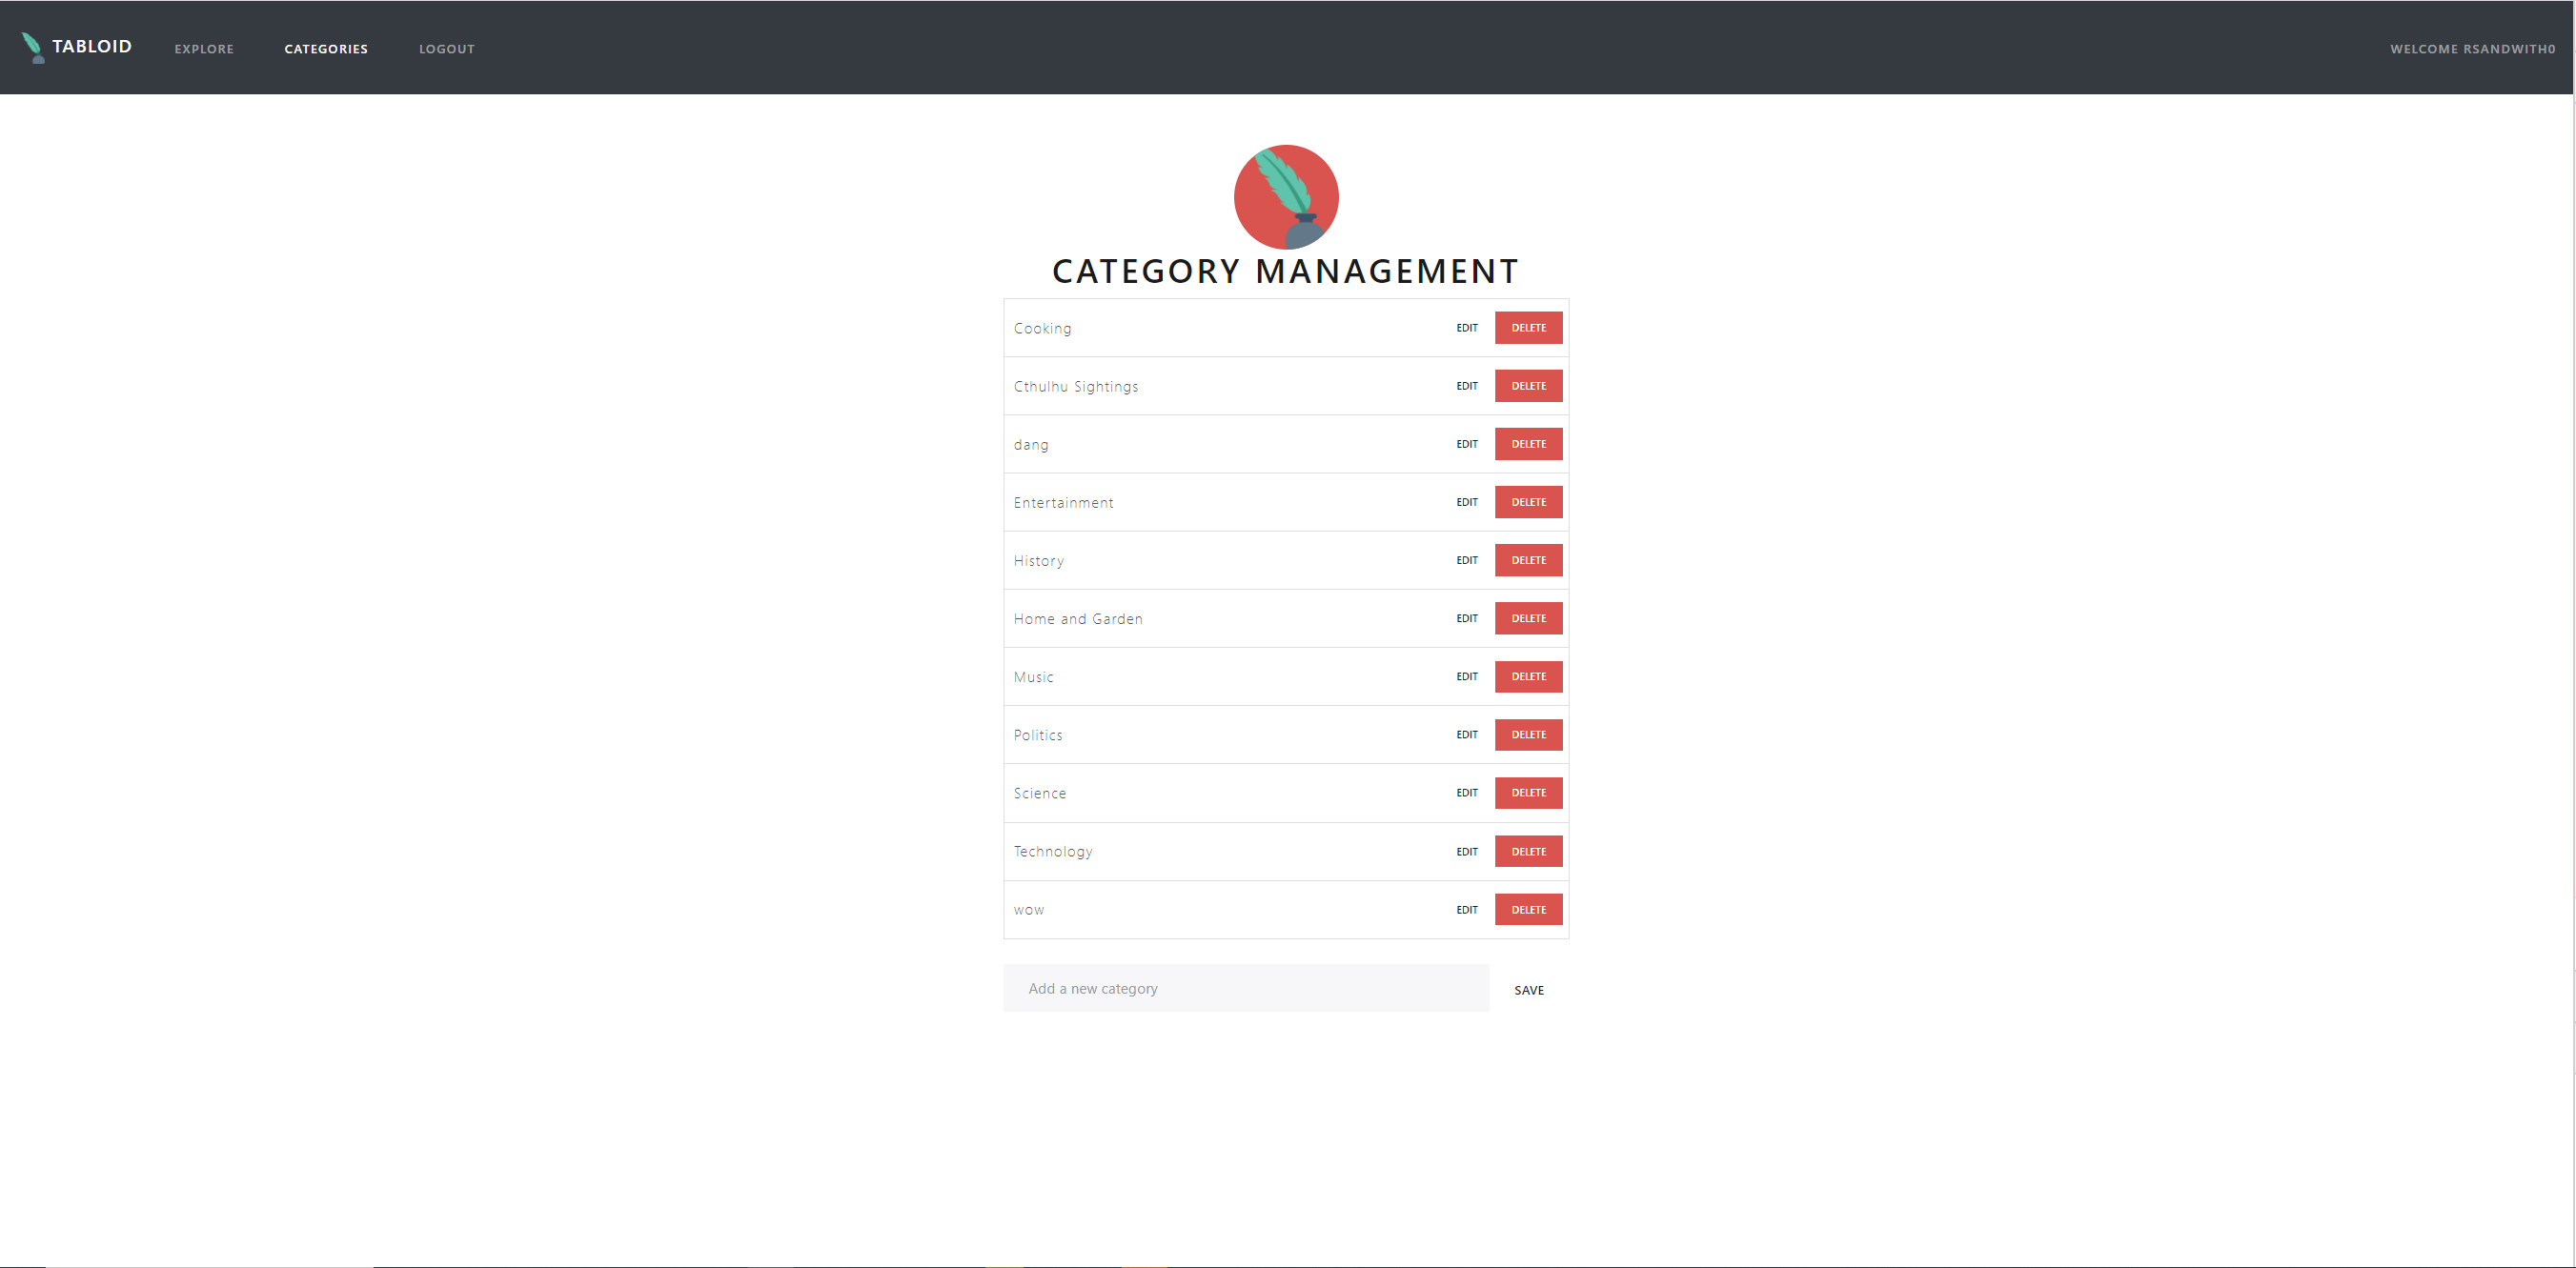 TABLOID EXPLORE CATEGORIES LOGOUT WELCOME RSANDWITH0
CATEGORY MANAGEMENT
Cooking EDIT DELETE
Cthulhu Sightings EDIT DELETE
dang EDIT DELETE
Entertainment EDIT DELETE
History EDIT DELETE
Home and Garden EDIT DELETE
Music EDIT DELETE
Politics EDIT DELETE
Science EDIT DELETE
Technology EDIT DELETE
wow EDIT DELETE
Add a new category SAVE